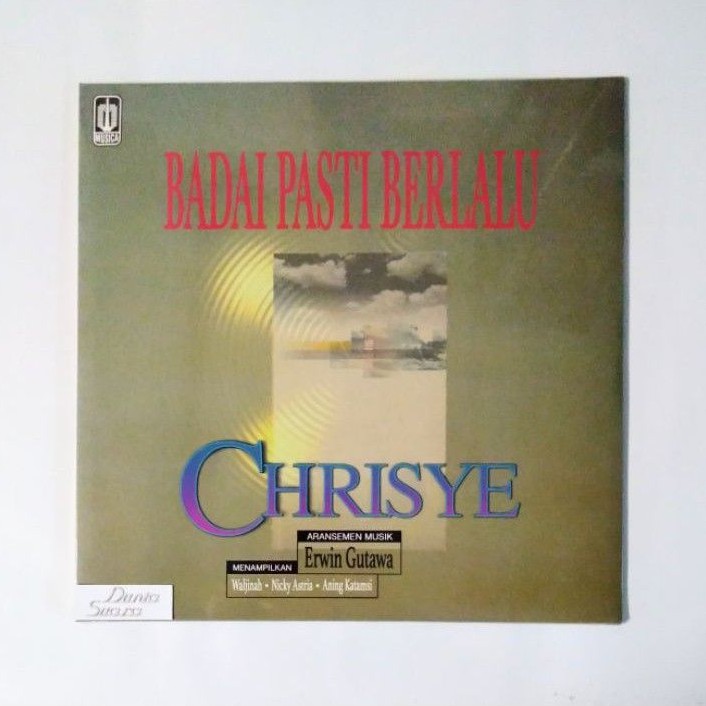 MUSICA
BADAI PASTI BERLALU
CHRISYE
ARANSEMEN MUSIK
Erwin Gutawa
MENAMPILKAN
Waljinah • Nicky Astria • Aning Katamsi
Dunia
Suara